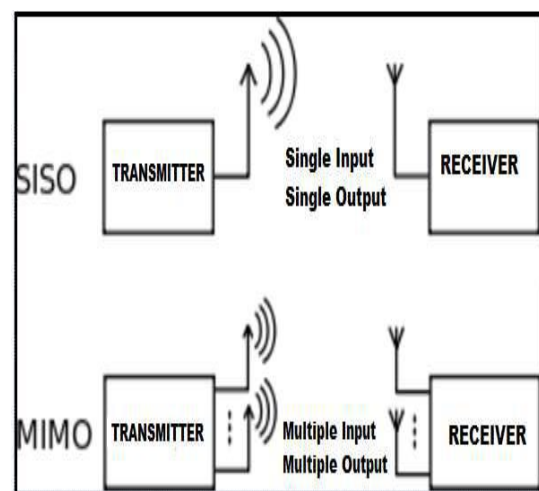 SISO
TRANSMITTER
Single Input
Single Output
RECEIVER
MIMO
TRANSMITTER
Multiple Input
Multiple Output
RECEIVER